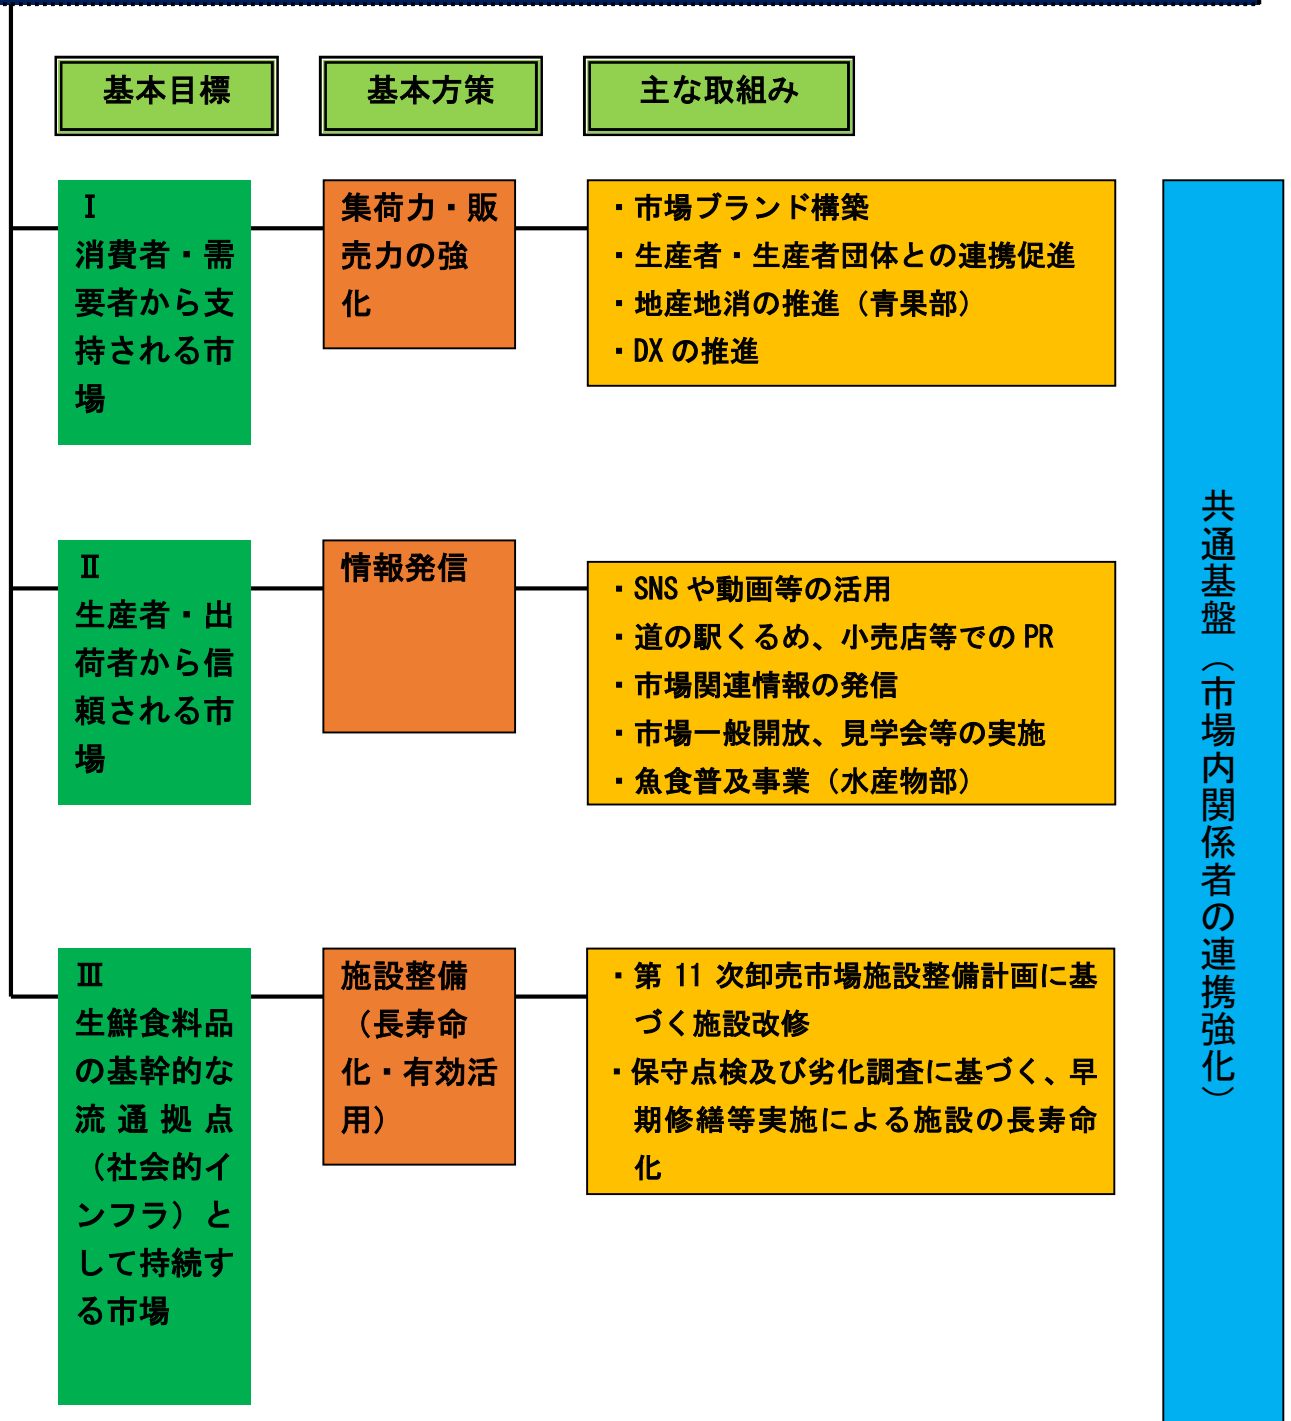 基本目標
基本方策
主な取組み
Ⅰ
消費者・需
要者から支
持される市
場
集荷力・販
売力の強
化
・市場ブランド構築
・生産者・生産者団体との連携促進
・地産地消の推進（青果部）
・DX の推進
Ⅱ
生産者・出
荷者から信
頼される市
場
情報発信
・SNS や動画等の活用
・道の駅くるめ、小売店等での PR
・市場関連情報の発信
・市場一般開放、見学会等の実施
・魚食普及事業（水産物部）
Ⅲ
生鮮食料品
の基幹的な
流通拠点
（社会的イ
ンフラ）と
して持続す
る市場
施設整備
（長寿命
化・有効活
用）
・第 11 次卸売市場施設整備計画に基
づく施設改修
・保守点検及び劣化調査に基づく、早
期修繕等実施による施設の長寿命
化
共通基盤（市場内関係者の連携強化）